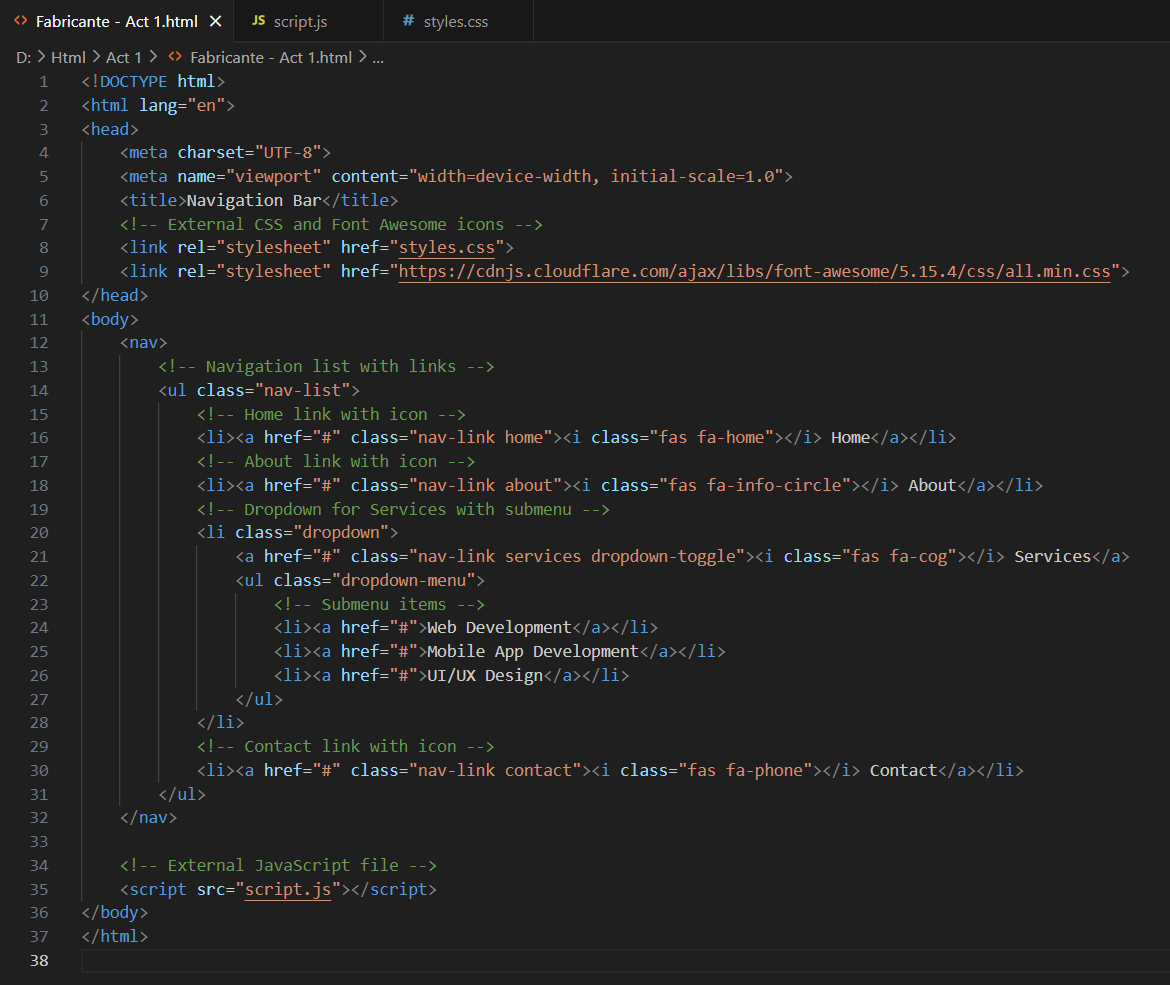 Fabricante - Act 1.html
JS script.js
# styles.css
D: > Html > Act 1 > <> Fabricante - Act 1.html > ...
1 <!DOCTYPE html>
2 <html lang="en">
3 <head>
4     <meta charset="UTF-8">
5     <meta name="viewport" content="width=device-width, initial-scale=1.0">
6     <title>Navigation Bar</title>
7     <!-- External CSS and Font Awesome icons -->
8     <link rel="stylesheet" href="styles.css">
9     <link rel="stylesheet" href="https://cdnjs.cloudflare.com/ajax/libs/font-awesome/5.15.4/css/all.min.css">
10 </head>
11 <body>
12     <nav>
13         <!-- Navigation list with links -->
14         <ul class="nav-list">
15             <!-- Home link with icon -->
16             <li><a href="#" class="nav-link home"><i class="fas fa-home"></i> Home</a></li>
17             <!-- About link with icon -->
18             <li><a href="#" class="nav-link about"><i class="fas fa-info-circle"></i> About</a></li>
19             <!-- Dropdown for Services with submenu -->
20             <li class="dropdown">
21                 <a href="#" class="nav-link services dropdown-toggle"><i class="fas fa-cog"></i> Services</a>
22                 <ul class="dropdown-menu">
23                     <!-- Submenu items -->
24                     <li><a href="#">Web Development</a></li>
25                     <li><a href="#">Mobile App Development</a></li>
26                     <li><a href="#">UI/UX Design</a></li>
27                 </ul>
28             </li>
29             <!-- Contact link with icon -->
30             <li><a href="#" class="nav-link contact"><i class="fas fa-phone"></i> Contact</a></li>
31         </ul>
32     </nav>
33
34     <!-- External JavaScript file -->
35     <script src="script.js"></script>
36 </body>
37 </html>
38